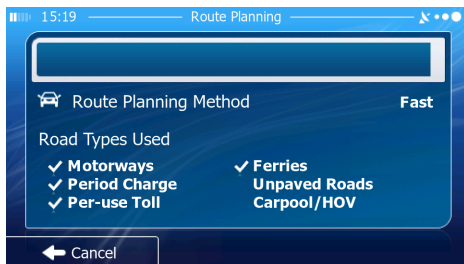 15:19 Route Planning
Route Planning Method Fast
Road Types Used
Motorways Ferries
Period Charge Unpaved Roads
Per-use Toll Carpool/HOV
Cancel